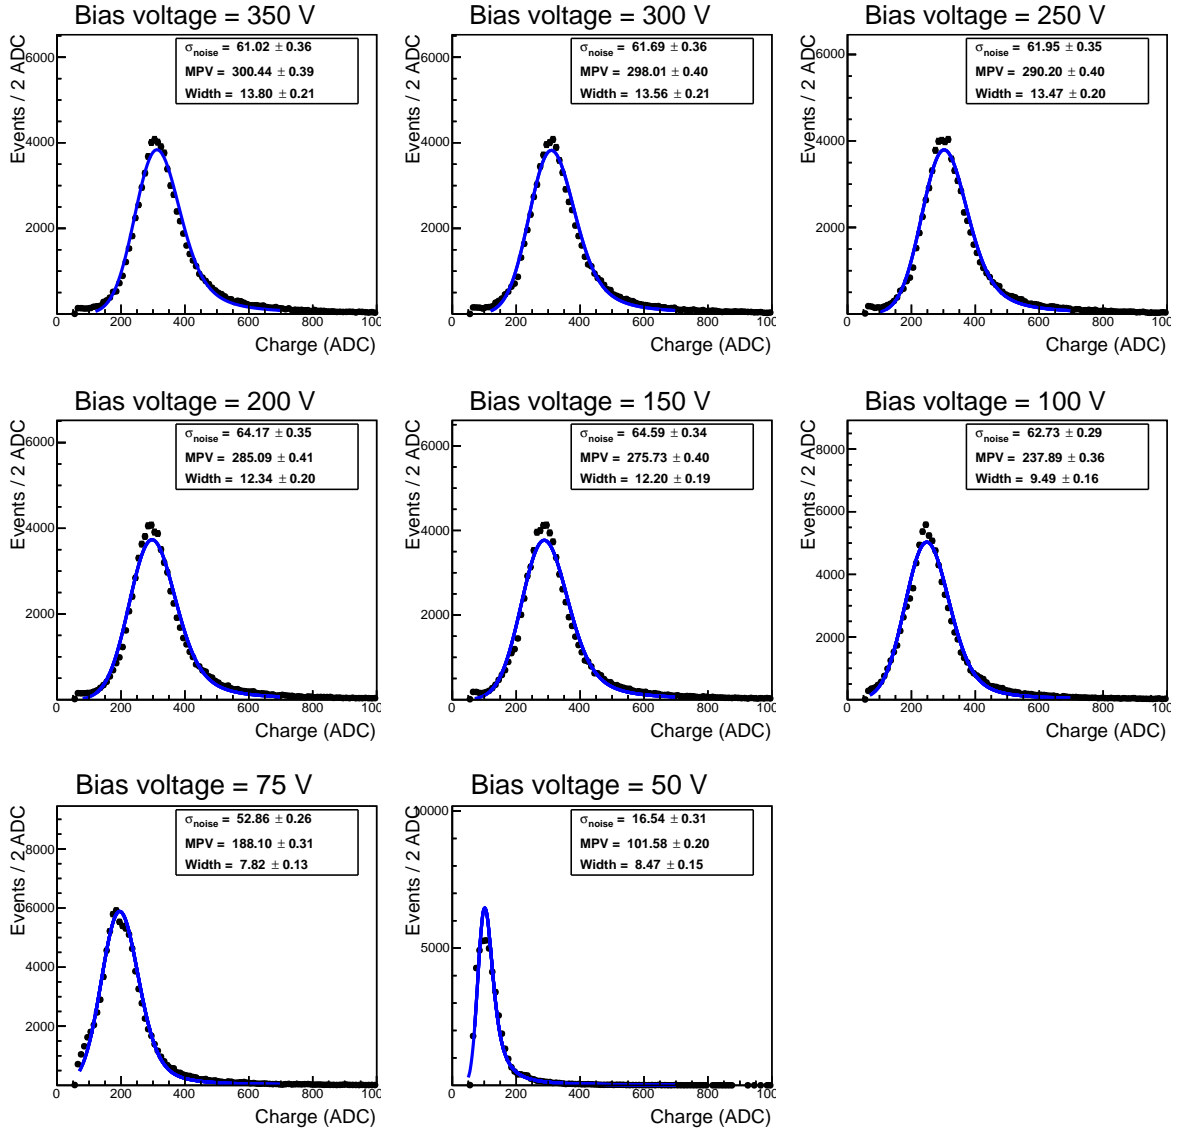 Bias voltage = 350 V
Events / 2 ADC
6000
4000
2000
σnoise = 61.02 ± 0.36
MPV = 300.44 ± 0.39
Width = 13.80 ± 0.21
0 200 400 600 800 100
Charge (ADC)
Bias voltage = 300 V
Events / 2 ADC
6000
4000
2000
σnoise = 61.69 ± 0.36
MPV = 298.01 ± 0.40
Width = 13.56 ± 0.21
0 200 400 600 800 100
Charge (ADC)
Bias voltage = 250 V
Events / 2 ADC
6000
4000
2000
σnoise = 61.95 ± 0.35
MPV = 290.20 ± 0.40
Width = 13.47 ± 0.20
0 200 400 600 800 100
Charge (ADC)
Bias voltage = 200 V
Events / 2 ADC
6000
4000
2000
σnoise = 64.17 ± 0.35
MPV = 285.09 ± 0.41
Width = 12.34 ± 0.20
0 200 400 600 800 100
Charge (ADC)
Bias voltage = 150 V
Events / 2 ADC
6000
4000
2000
σnoise = 64.59 ± 0.34
MPV = 275.73 ± 0.40
Width = 12.20 ± 0.19
0 200 400 600 800 100
Charge (ADC)
Bias voltage = 100 V
Events / 2 ADC
8000
6000
4000
2000
σnoise = 62.73 ± 0.29
MPV = 237.89 ± 0.36
Width = 9.49 ± 0.16
0 200 400 600 800 100
Charge (ADC)
Bias voltage = 75 V
Events / 2 ADC
8000
6000
4000
2000
σnoise = 52.86 ± 0.26
MPV = 188.10 ± 0.31
Width = 7.82 ± 0.13
0 200 400 600 800 100
Charge (ADC)
Bias voltage = 50 V
Events / 2 ADC
10000
5000
σnoise = 16.54 ± 0.31
MPV = 101.58 ± 0.20
Width = 8.47 ± 0.15
0 200 400 600 800 100
Charge (ADC)